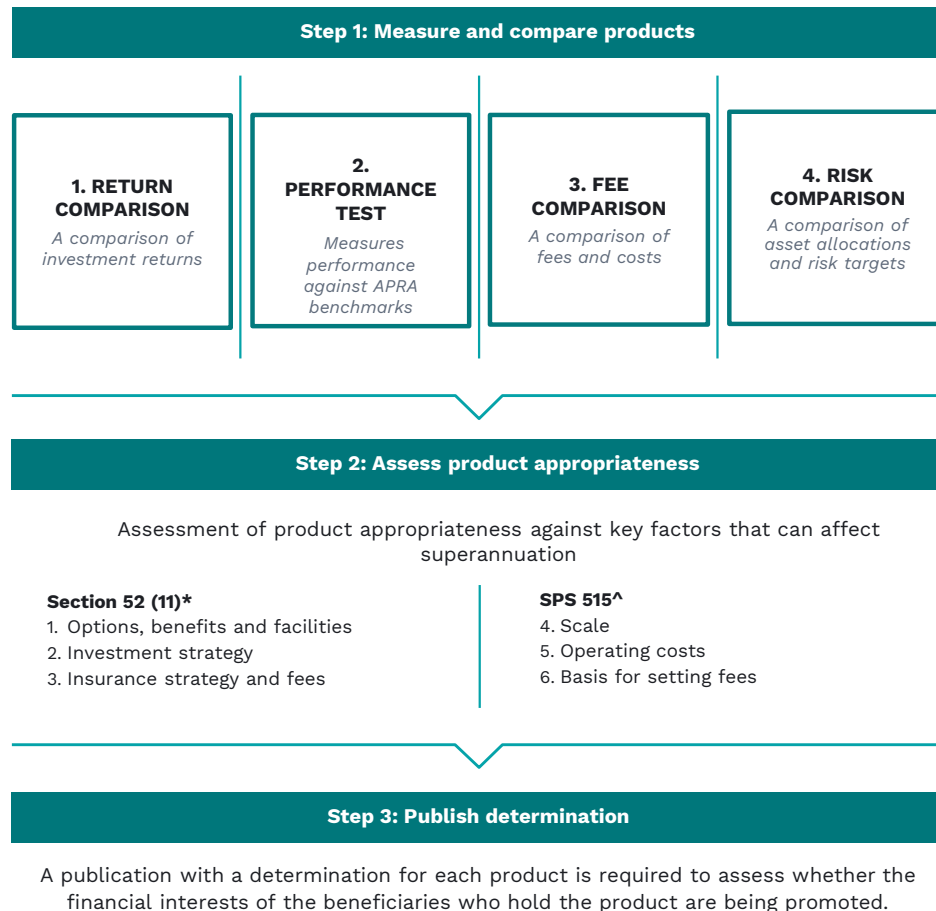 Step 1: Measure and compare products
1. RETURN
COMPARISON
A comparison of
investment returns
2.
PERFORMANCE
TEST
Measures
performance
against APRA
benchmarks
3. FEE
COMPARISON
A comparison of
fees and costs
4. RISK
COMPARISON
A comparison of
asset allocations
and risk targets
Step 2: Assess product appropriateness
Assessment of product appropriateness against key factors that can affect
superannuation
Section 52 (11)*
1. Options, benefits and facilities
2. Investment strategy
3. Insurance strategy and fees
SPS 515^
4. Scale
5. Operating costs
6. Basis for setting fees
Step 3: Publish determination
A publication with a determination for each product is required to assess whether the
financial interests of the beneficiaries who hold the product are being promoted.